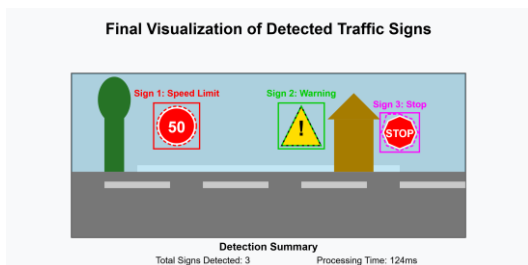 Final Visualization of Detected Traffic Signs
Sign 1: Speed Limit
Sign 2: Warning
Sign 3: Stop
50
!
STOP
Detection Summary
Total Signs Detected: 3
Processing Time: 124ms